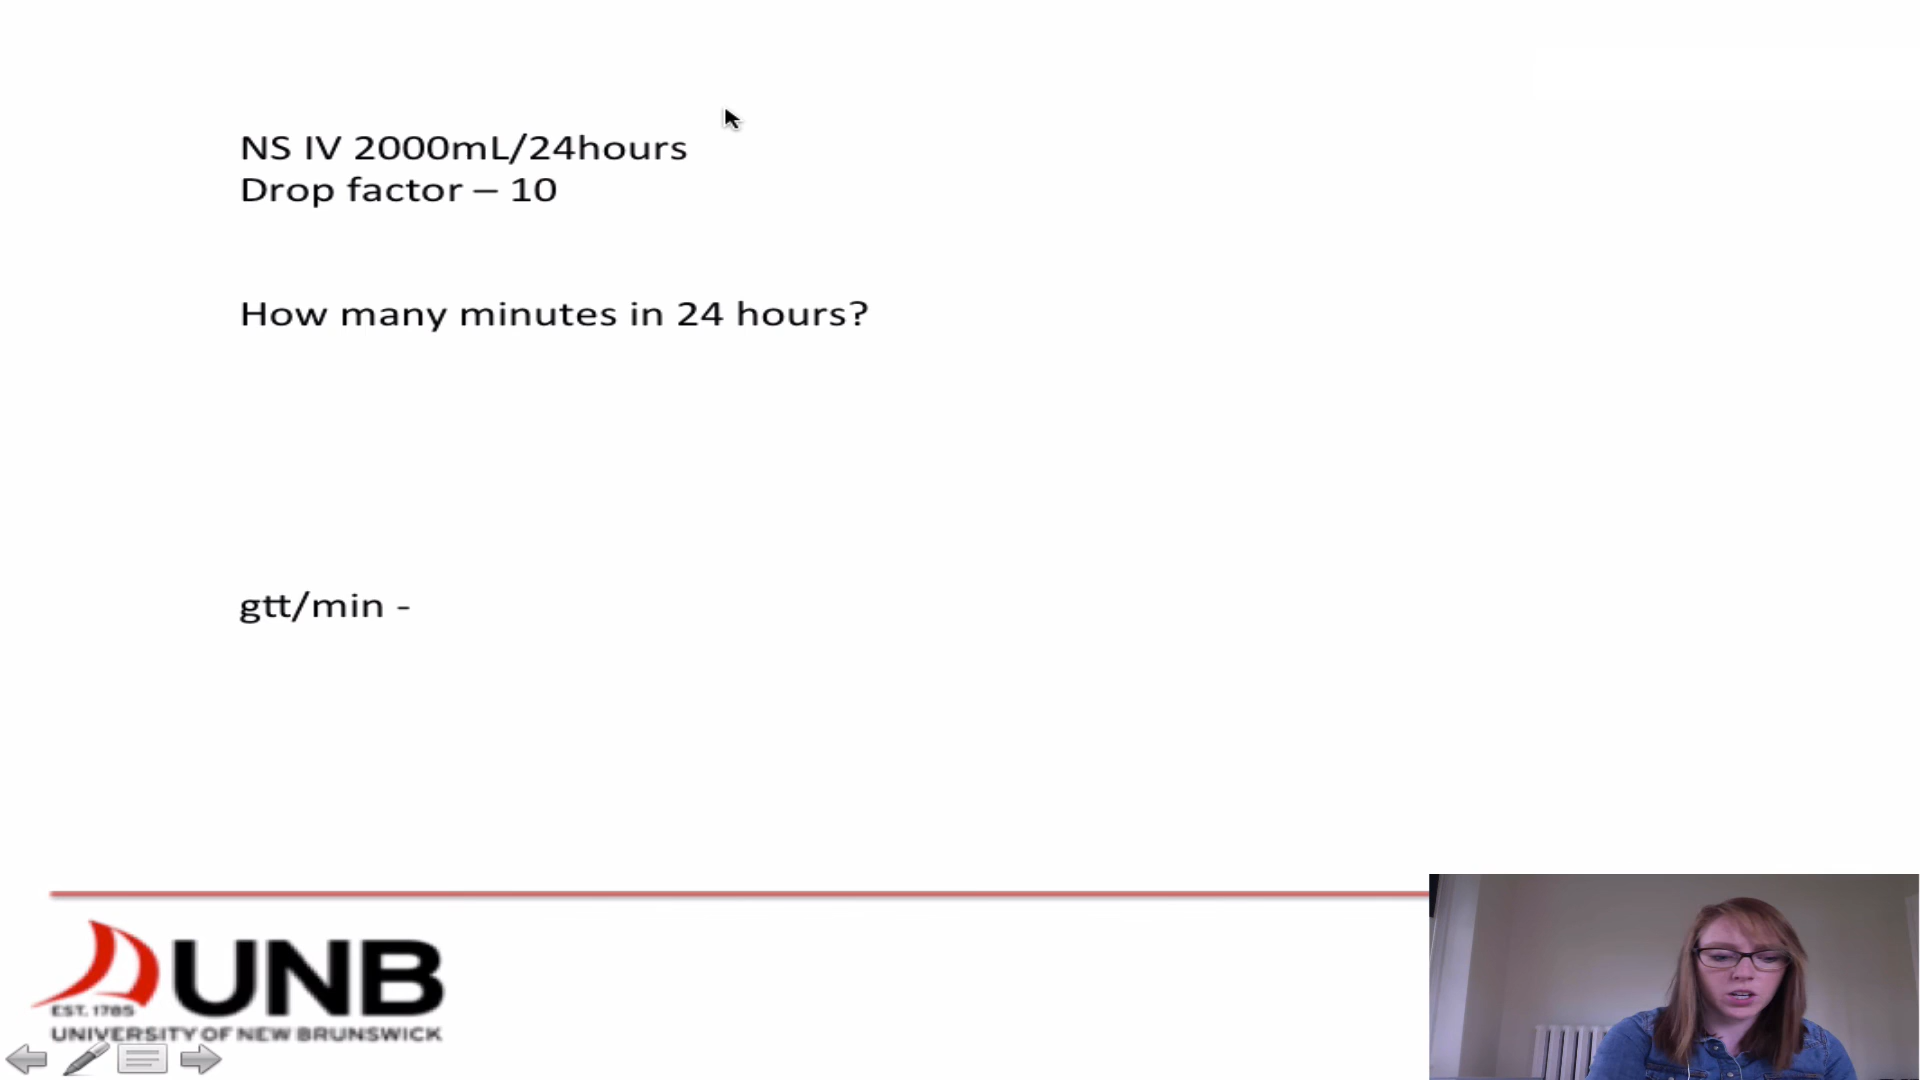 NS IV 2000mL/24hours
Drop factor – 10
How many minutes in 24 hours?
gtt/min -
UNB
EST. 1785
UNIVERSITY OF NEW BRUNSWICK